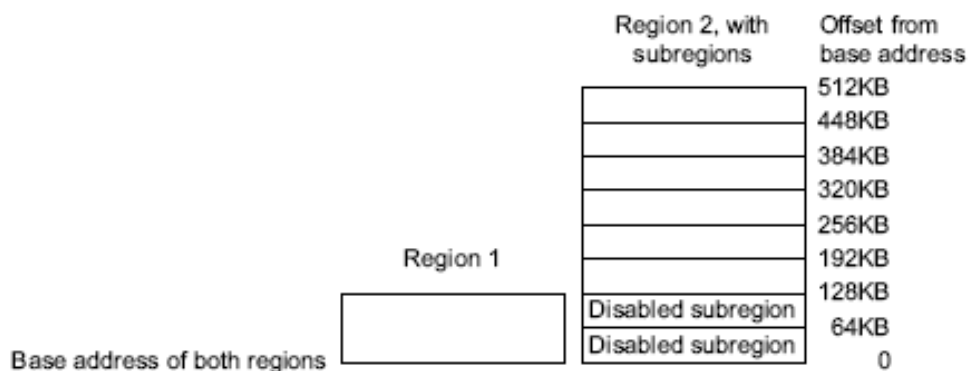 Region 2, with
subregions
Offset from
base address
512KB
448KB
384KB
320KB
256KB
Region 1
192KB
128KB
Disabled subregion
64KB
Disabled subregion
Base address of both regions
0